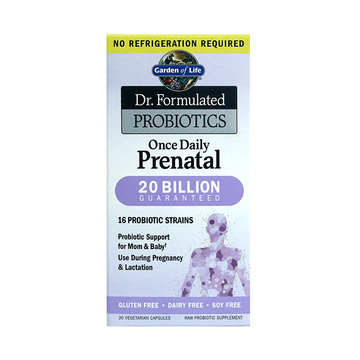 NO REFRIGERATION REQUIRED
Garden of Life
Dr. Formulated
PROBIOTICS
Once Daily
Prenatal
20 BILLION
GUARANTEED
16 PROBIOTIC STRAINS
Probiotic Support
for Mom & Baby†
Use During Pregnancy
& Lactation
GLUTEN FREE • DAIRY FREE • SOY FREE
30 VEGETARIAN CAPSULES RAW PROBIOTIC SUPPLEMENT